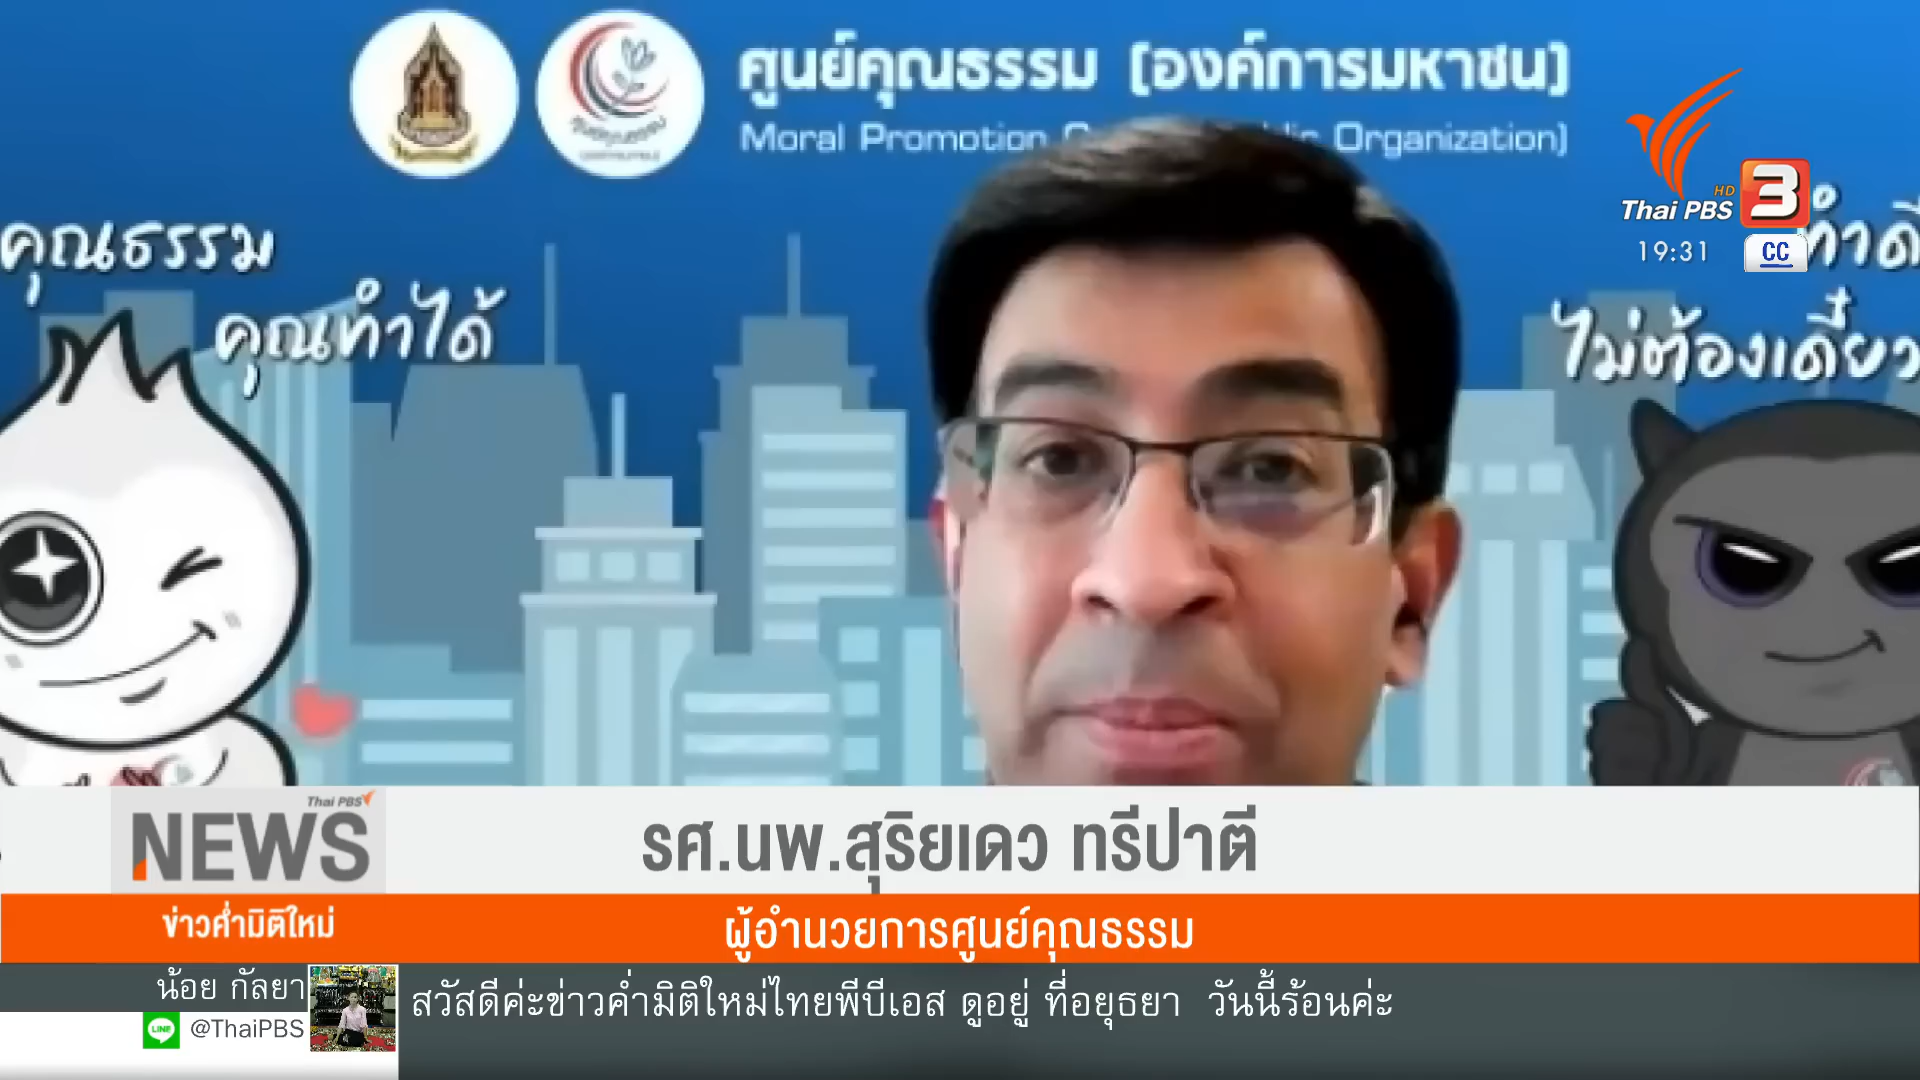 ศูนย์คุณธรรม (องค์การมหาชน)
Moral Promotion
Organization)
คุณธรรม
คุณทำได้
Thai PBS HD 3
19:31 CC
ทำดี
ไม่ต้องเดี๋ยว
Thai PBS
NEWS
ข่าวค่ำมิติใหม่
รศ.นพ.สุริยเดว ทรีปาตี
ผู้อำนวยการศูนย์คุณธรรม
น้อย กัลยา
LINE @ThaiPBS
สวัสดีค่ะข่าวค่ำมิติใหม่ไทยพีบีเอส ดูอยู่ ที่อยุธยา วันนี้ร้อนค่ะ